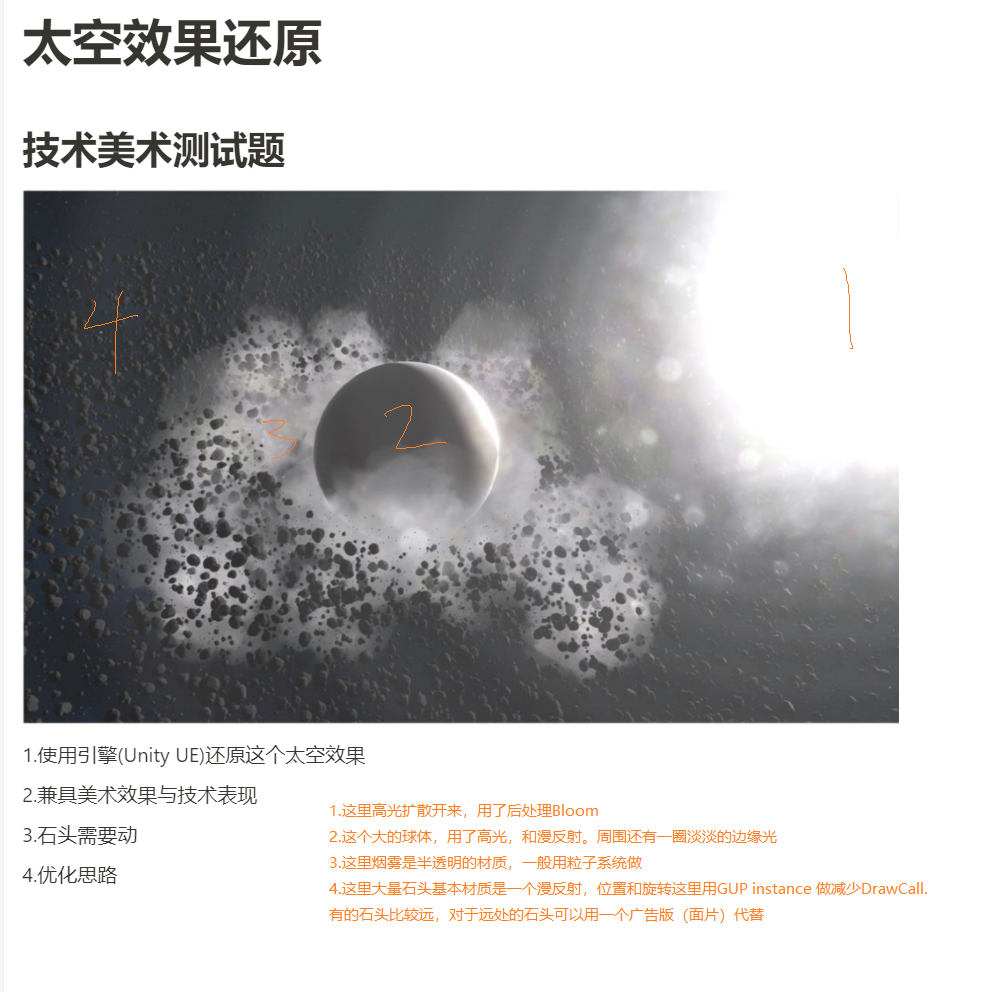 太空效果还原
技术美术测试题
1
4
2
3
1.使用引擎(Unity UE)还原这个太空效果
2.兼具美术效果与技术表现
3.石头需要动
4.优化思路
1.这里高光扩散开来，用了后处理Bloom
2.这个大的球体，用了高光，和漫反射。周围还有一圈淡淡的边缘光
3.这里烟雾是半透明的材质，一般用粒子系统做
4.这里大量石头基本材质是一个漫反射，位置和旋转这里用GUP instance 做减少DrawCall.
有的石头比较远，对于远处的石头可以用一个广告版（面片）代替